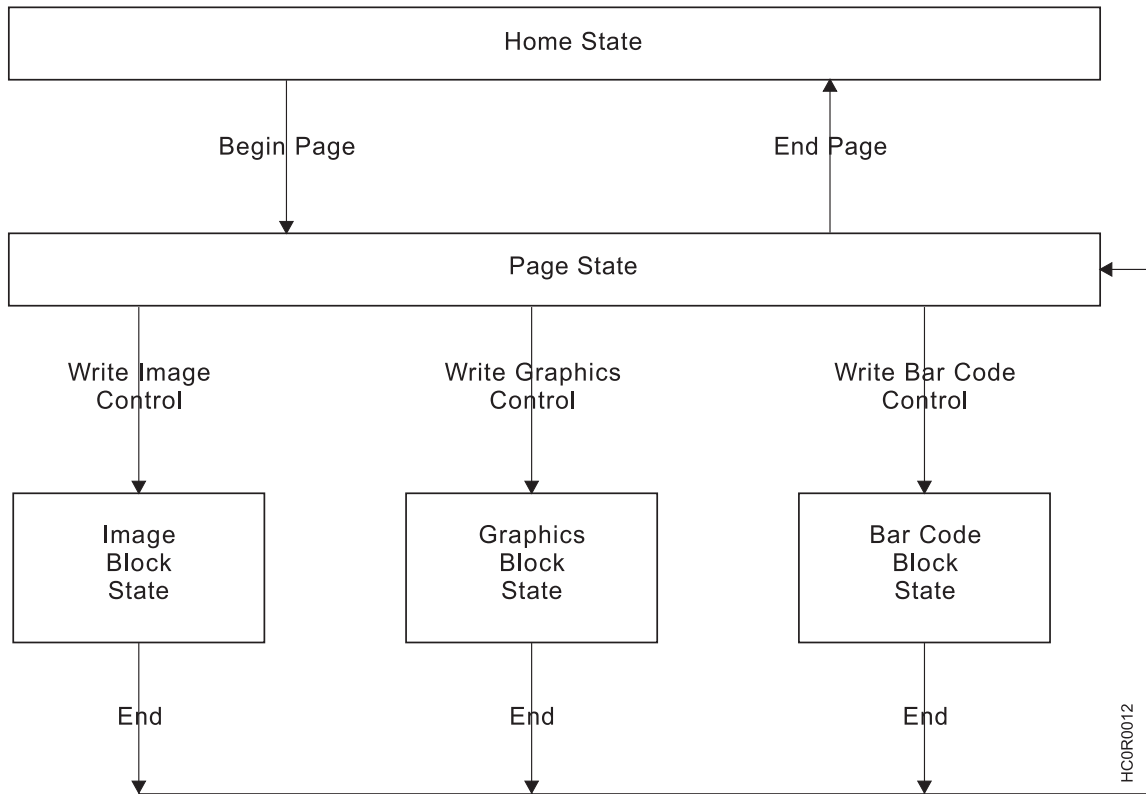 Home State
Begin Page
End Page
Page State
Write Image
Control
Write Graphics
Control
Write Bar Code
Control
Image
Block
State
Graphics
Block
State
Bar Code
Block
State
End
End
End
HC0R0012